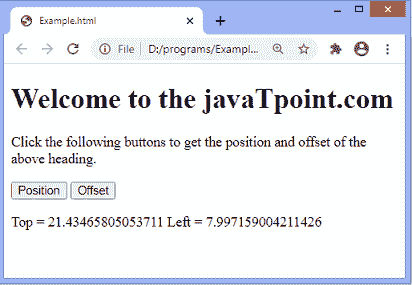 Example.html
File D:/programs/Exampl...
Welcome to the javaTpoint.com
Click the following buttons to get the position and offset of the
above heading.
Position Offset
Top = 21.43465805053711 Left = 7.997159004211426